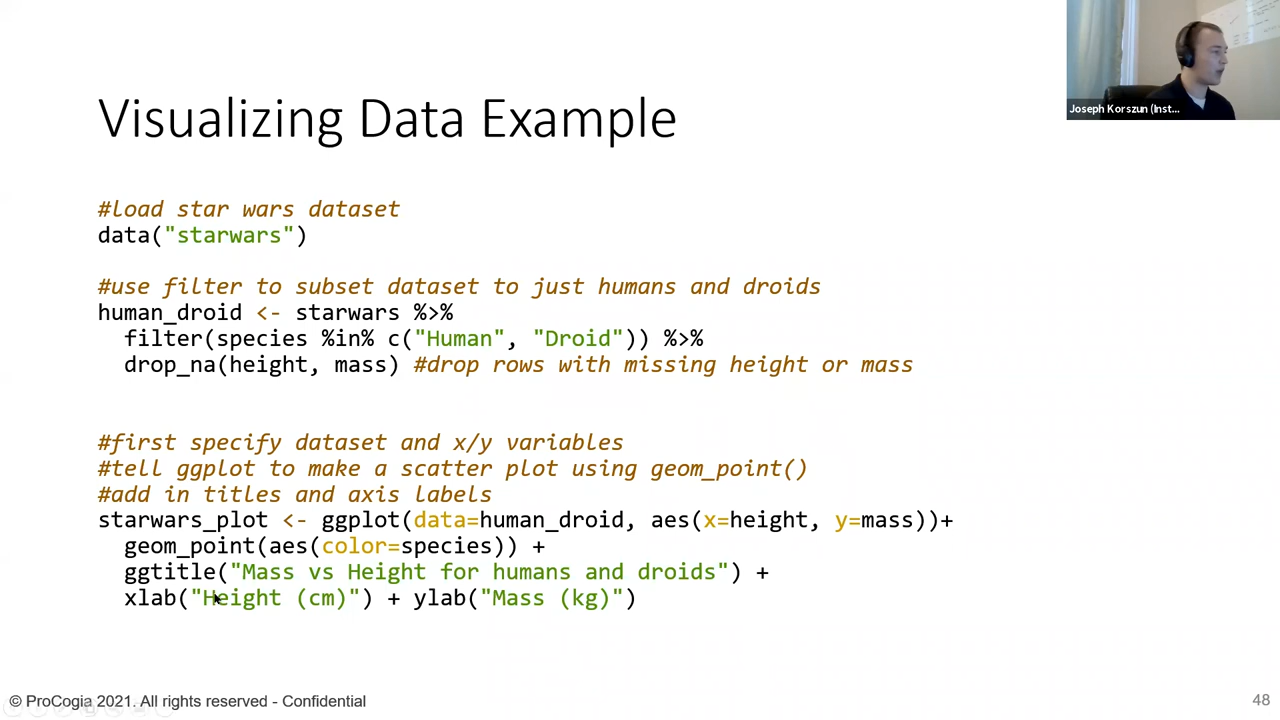 Joseph Korszun (Inst...
Visualizing Data Example
#load star wars dataset
data("starwars")
#use filter to subset dataset to just humans and droids
human_droid <- starwars %>%
filter(species %in% c("Human", "Droid")) %>%
drop_na(height, mass) #drop rows with missing height or mass
#first specify dataset and x/y variables
#tell ggplot to make a scatter plot using geom_point()
#add in titles and axis labels
starwars_plot <- ggplot(data=human_droid, aes(x=height, y=mass))+
geom_point(aes(color=species)) +
ggtitle("Mass vs Height for humans and droids") +
xlab("Height (cm)") + ylab("Mass (kg)")
© ProCogia 2021. All rights reserved - Confidential
48